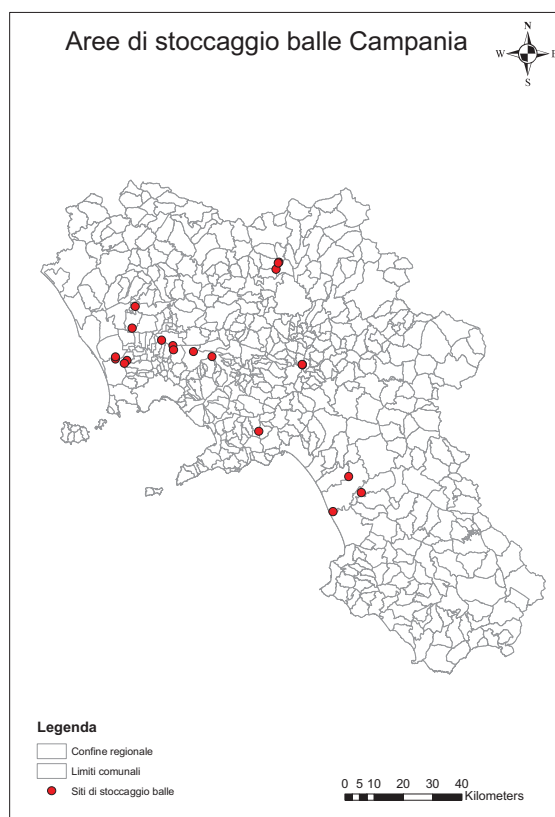 Aree di stoccaggio balle Campania
N
W E
S
Legenda
Confine regionale
Limiti comunali
Siti di stoccaggio balle
0 5 10 20 30 40
Kilometers